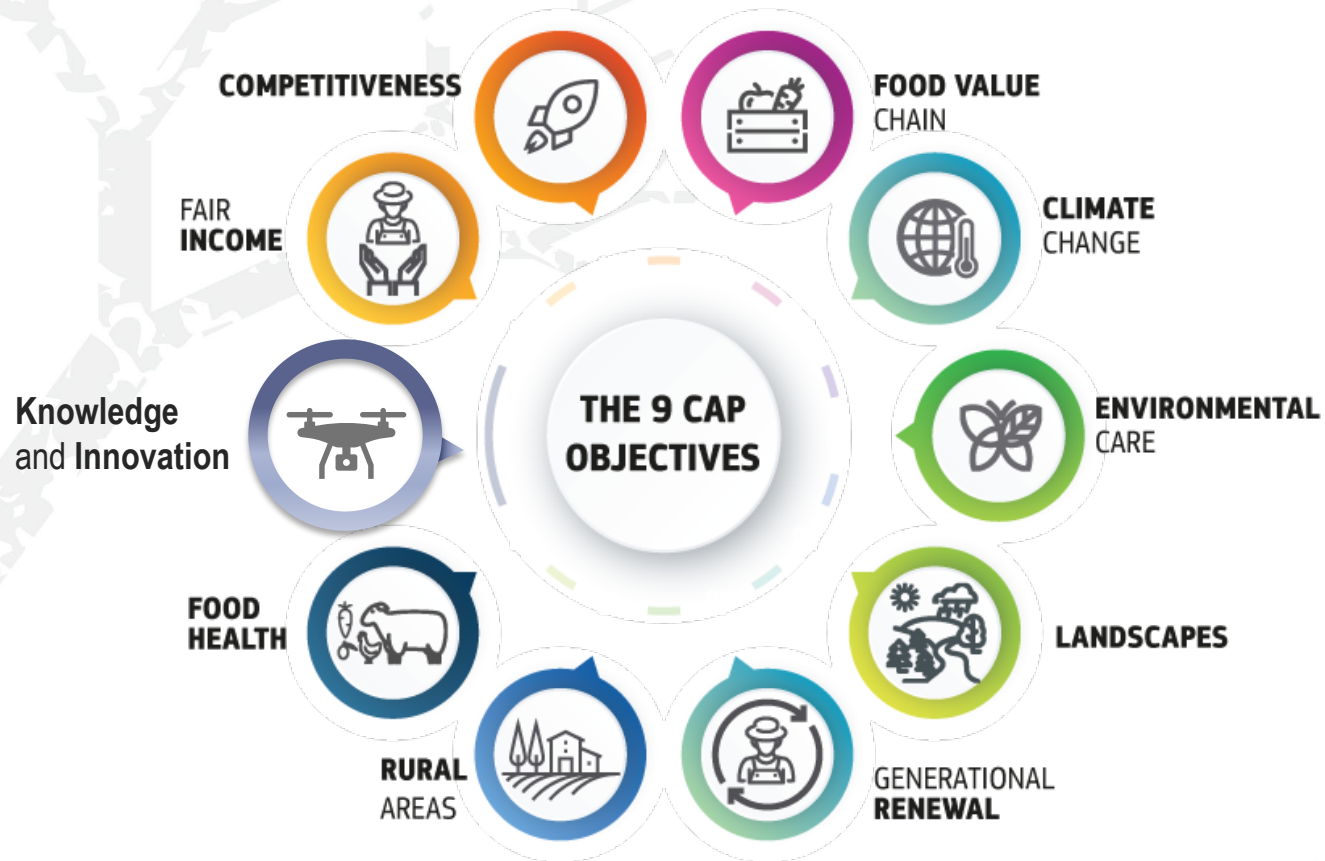 COMPETITIVENESS
FOOD VALUE
CHAIN
FAIR
INCOME
CLIMATE
CHANGE
Knowledge
and Innovation
THE 9 CAP
OBJECTIVES
ENVIRONMENTAL
CARE
FOOD
HEALTH
LANDSCAPES
RURAL
AREAS
GENERATIONAL
RENEWAL